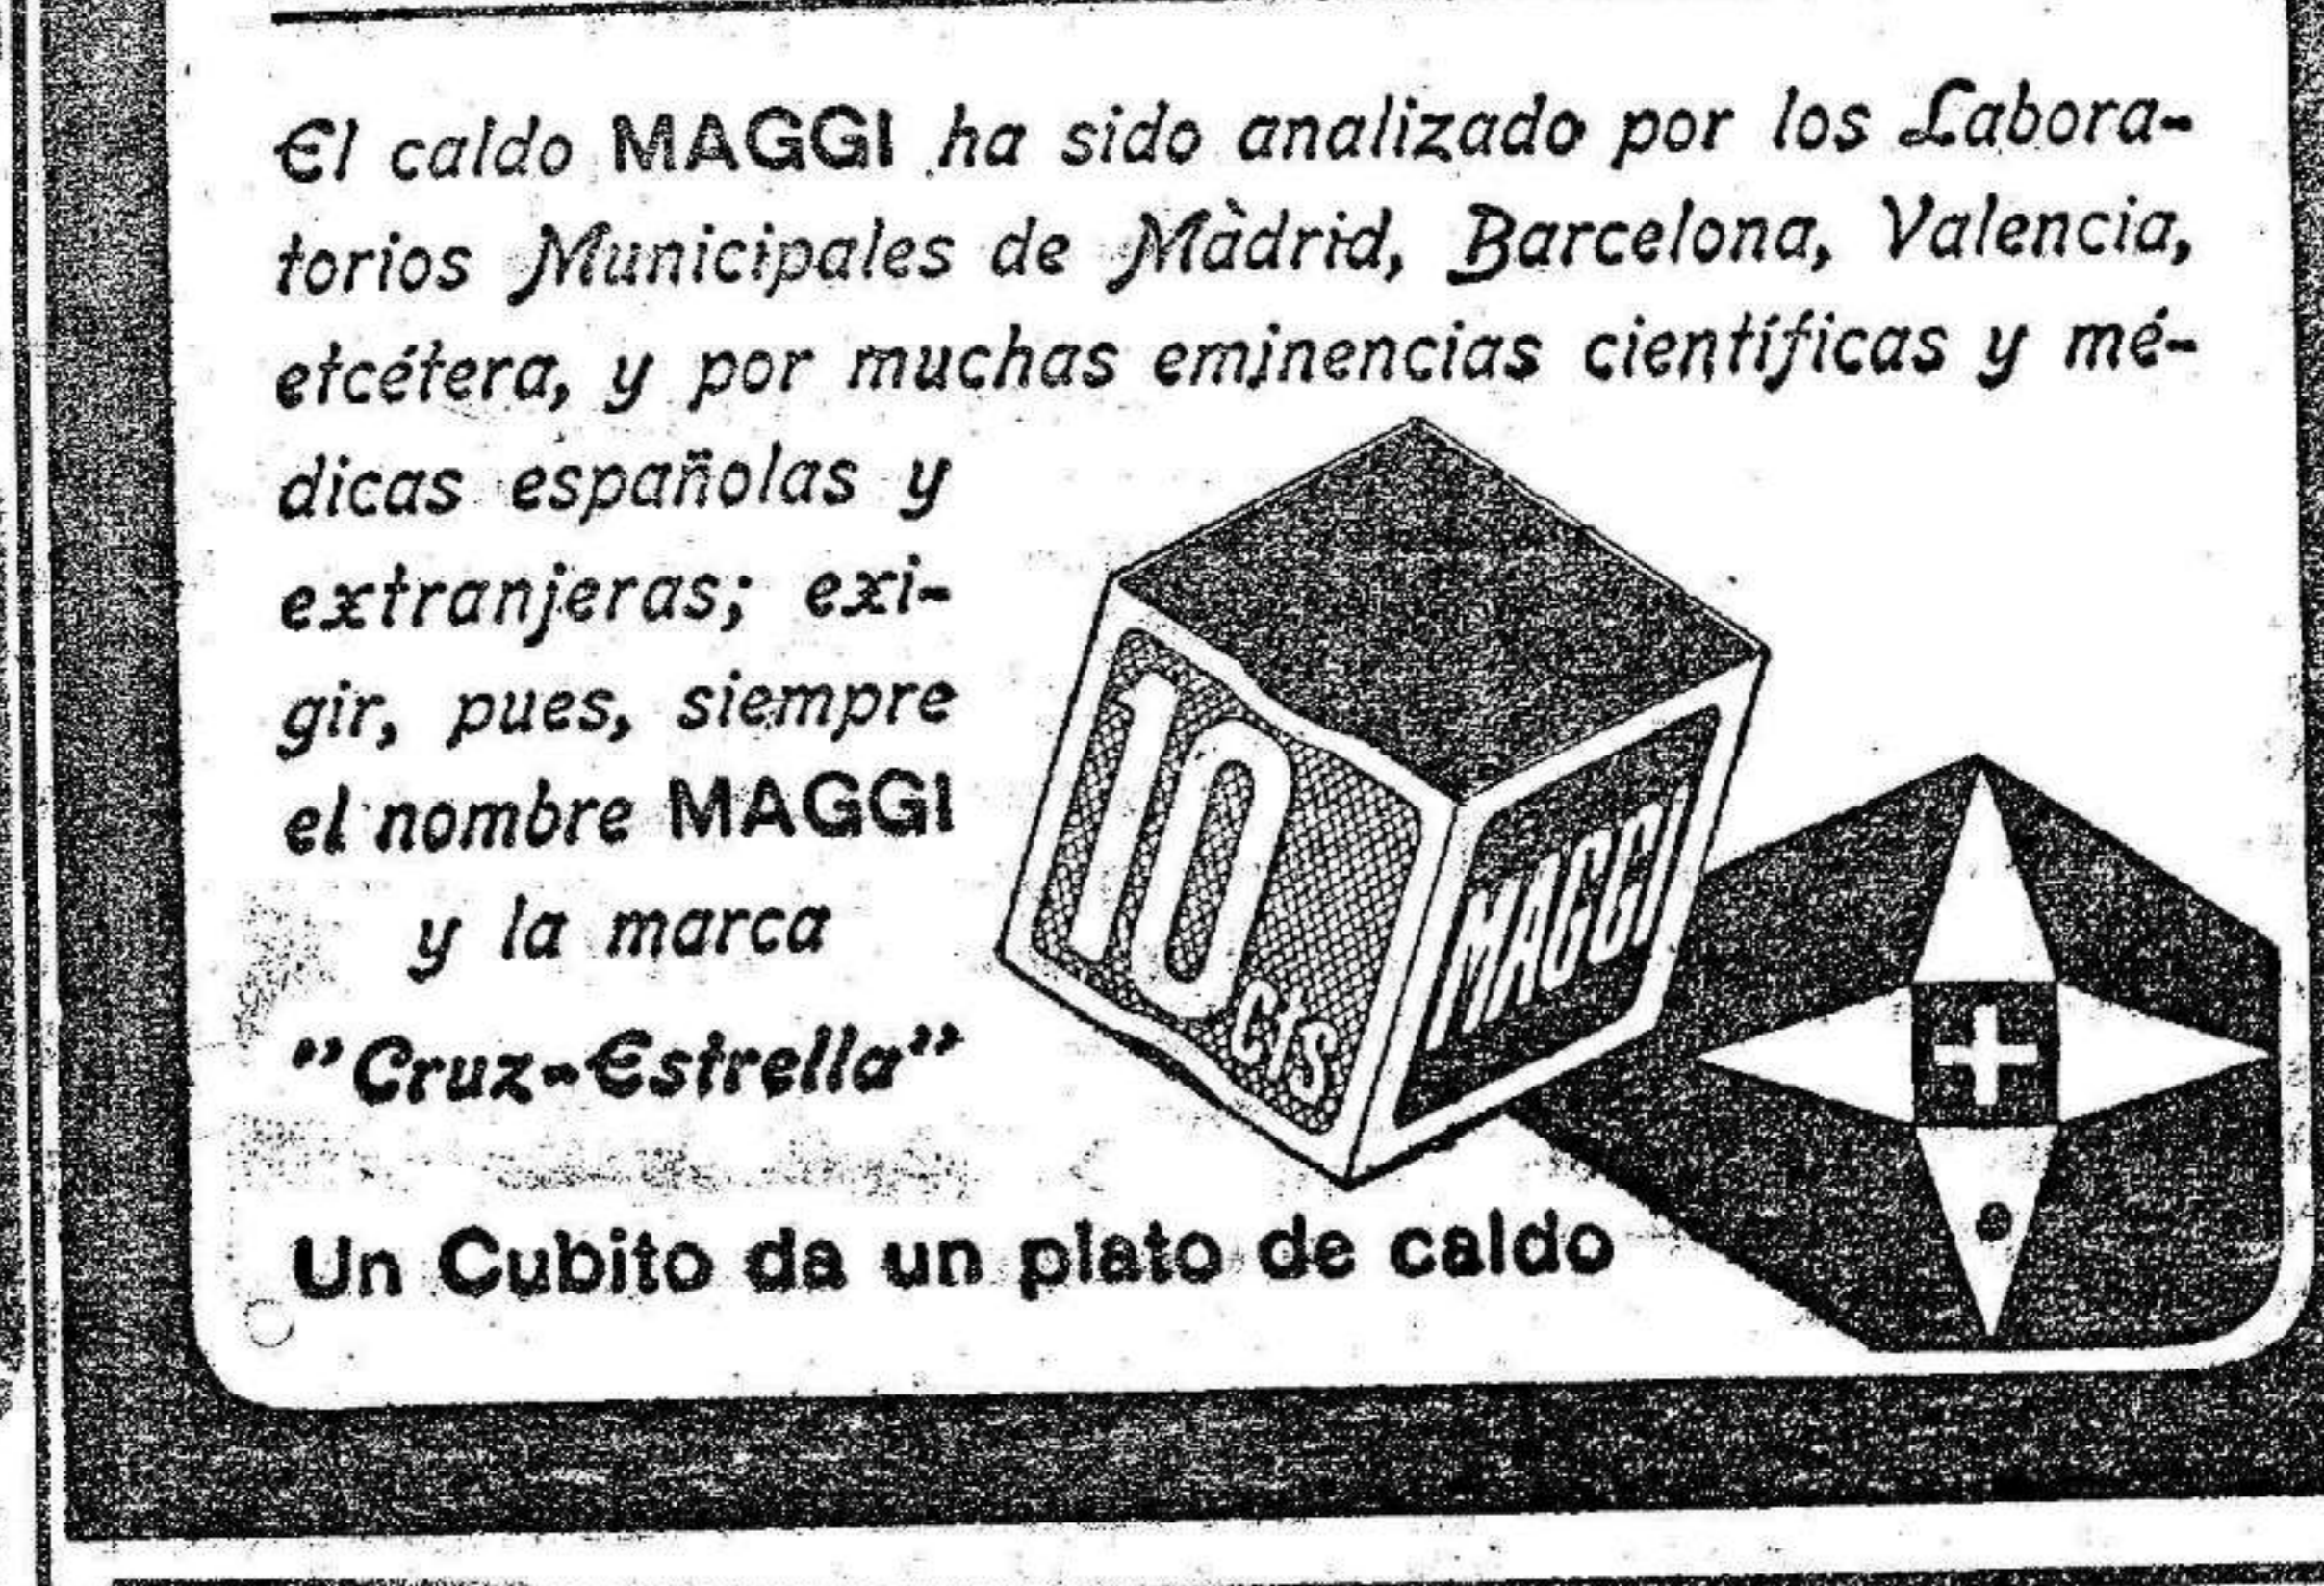 El caldo MAGGI ha sido analizado por los Labora-
torios Municipales de Màdrid, Barcelona, Valencia,
etcétera, y por muchas eminencias científicas y mé-
dicas españolas y
extranjeras; exi-
gir, pues, siempre
el nombre MAGGI
y la marca
"Cruz-Estrella"
10 cts
MAGGI
Un Cubito da un plato de caldo